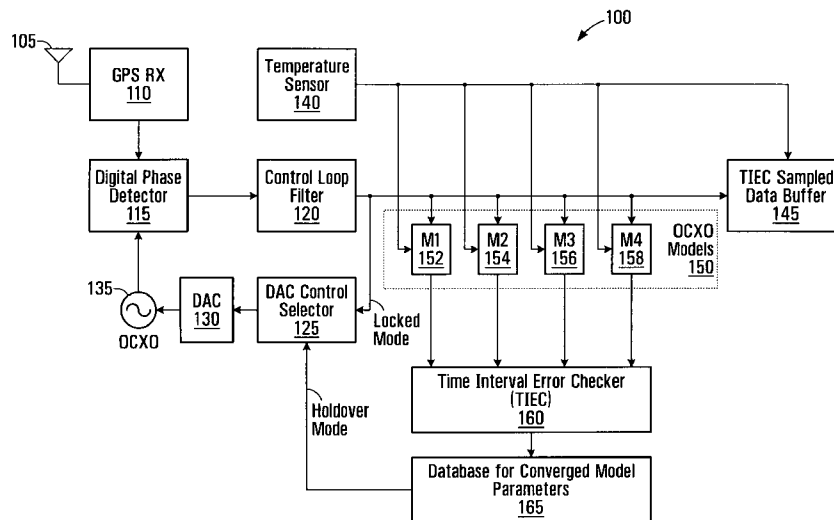 100
105
GPS RX
110
Temperature
Sensor
140
Digital Phase
Detector
115
Control Loop
Filter
120
TIEC Sampled
Data Buffer
145
M1
152
M2
154
M3
156
M4
158
OCXO
Models
150
135
OCXO
DAC
130
DAC Control
Selector
125
Locked
Mode
Holdover
Mode
Time Interval Error Checker
(TIEC)
160
Database for Converged Model
Parameters
165